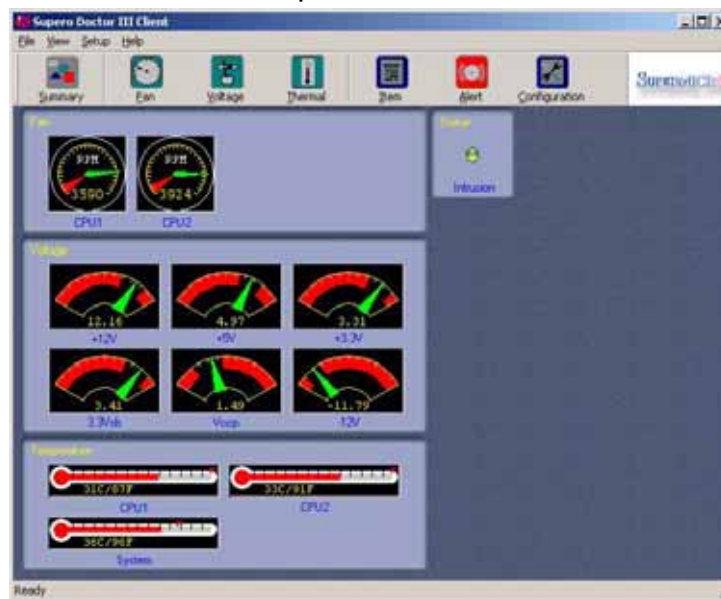 Supero Doctor III Client
File View Setup Help
Summary Fan Voltage Thermal Item Alert Configuration
Fan
RPM RPM
3590 3924
CPU1 CPU2
Intrusion
Voltage
12.16 4.97 3.31
+12V +5V +3.3V
3.41 1.49 -11.79
3.3Vsb Vccp -12V
Temperature
31C/87F 33C/91F
CPU1 CPU2
36C/96F
System
Ready